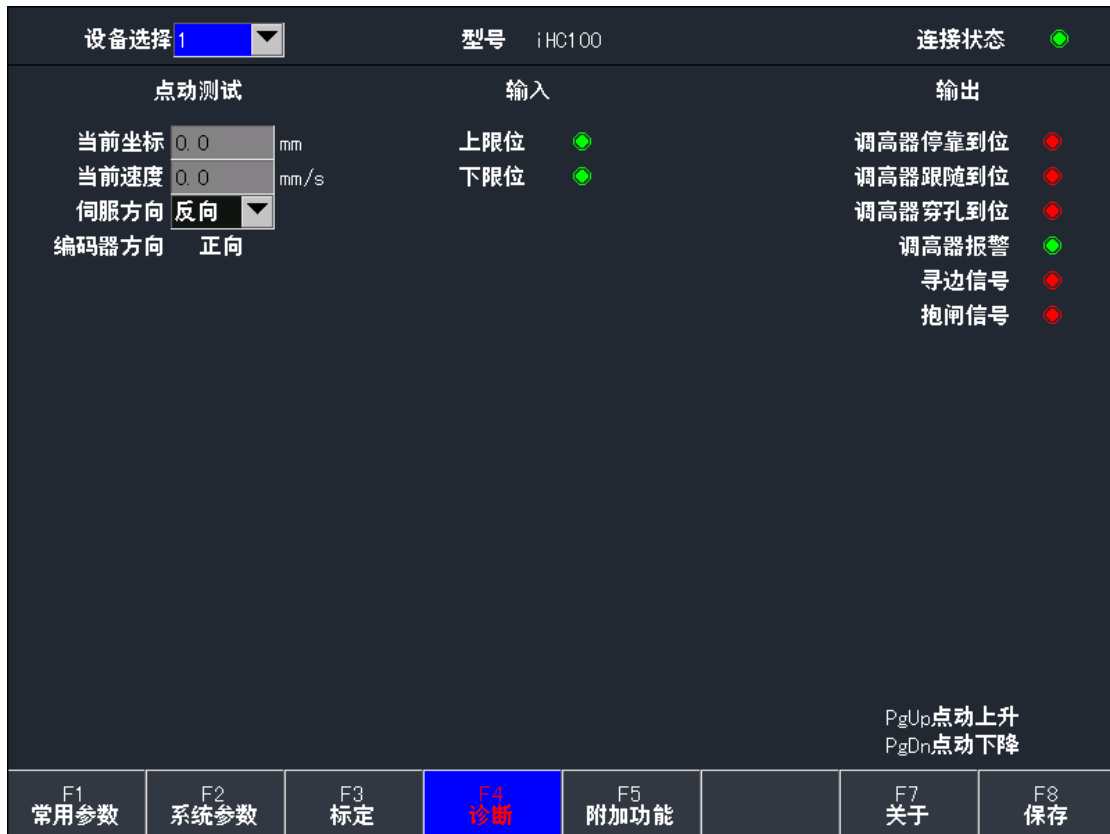 设备选择 1 型号 iHC100 连接状态
点动测试 输入 输出
当前坐标 0.0 mm 上限位 调高器停靠到位
当前速度 0.0 mm/s 下限位 调高器跟随到位
伺服方向 反向 调高器穿孔到位
编码器方向 正向 调高器报警
寻边信号
抱闸信号
PgUp点动上升
PgDn点动下降
F1 F2 F3 F4 F5 F7 F8
常用参数 系统参数 标定 诊断 附加功能 关于 保存